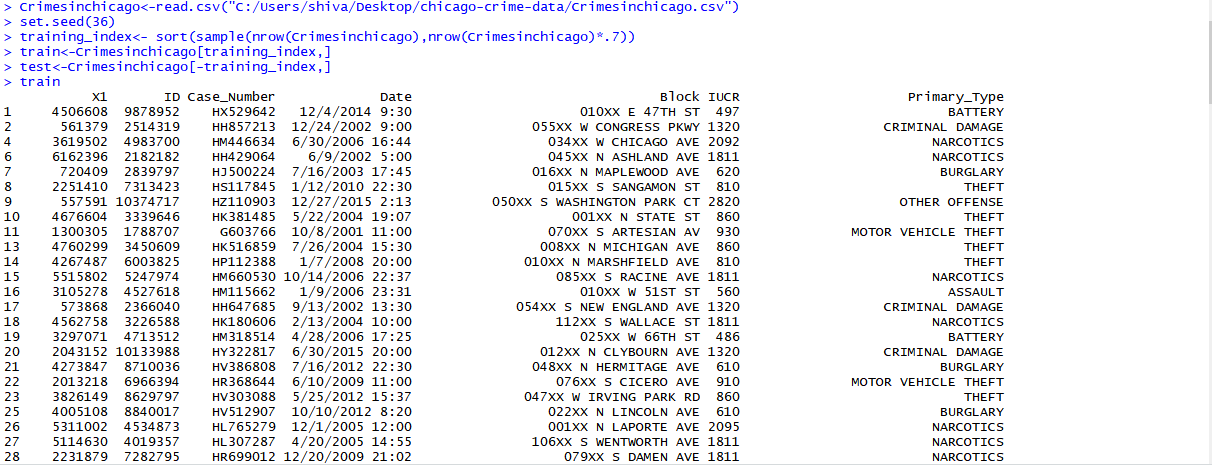 > Crimesinchicago<-read.csv("C:/Users/shiva/Desktop/chicago-crime-data/Crimesinchicago.csv")
> set.seed(36)
> training_index<- sort(sample(nrow(Crimesinchicago),nrow(Crimesinchicago)*.7))
> train<-Crimesinchicago[training_index,]
> test<-Crimesinchicago[-training_index,]
> train
X1 ID Case_Number Date Block IUCR Primary_Type
1 4506608 9878952 HX529642 12/4/2014 9:30 010XX E 47TH ST 497 BATTERY
2 561379 2514319 HH857213 12/24/2002 9:00 055XX W CONGRESS PKWY 1320 CRIMINAL DAMAGE
4 3619502 4983700 HM446634 6/30/2006 16:44 034XX W CHICAGO AVE 2092 NARCOTICS
6 6162396 2182182 HH429064 6/9/2002 5:00 045XX N ASHLAND AVE 1811 NARCOTICS
7 720409 2839797 HJ500224 7/16/2003 17:45 016XX N MAPLEWOOD AVE 620 BURGLARY
8 2251410 7313423 HS117845 1/12/2010 22:30 015XX S SANGAMON ST 810 THEFT
9 557591 10374717 HZ110903 12/27/2015 2:13 050XX S WASHINGTON PARK CT 2820 OTHER OFFENSE
10 4676604 3339646 HK381485 5/22/2004 19:07 001XX N STATE ST 860 THEFT
11 1300305 1788707 G603766 10/8/2001 11:00 070XX S ARTESIAN AV 930 MOTOR VEHICLE THEFT
13 4760299 3450609 HK516859 7/26/2004 15:30 008XX N MICHIGAN AVE 860 THEFT
14 4267487 6003825 HP112388 1/7/2008 20:00 010XX N MARSHFIELD AVE 810 THEFT
15 5515802 5247974 HM660530 10/14/2006 22:37 085XX S RACINE AVE 1811 NARCOTICS
16 3105278 4527618 HM115662 1/9/2006 23:31 010XX W 51ST ST 560 ASSAULT
17 573868 2366040 HH647685 9/13/2002 13:30 054XX S NEW ENGLAND AVE 1320 CRIMINAL DAMAGE
18 4562758 3226588 HK180606 2/13/2004 10:00 112XX S WALLACE ST 1811 NARCOTICS
19 3297071 4713512 HM318514 4/28/2006 17:25 025XX W 66TH ST 486 BATTERY
20 2043152 10133988 HY322817 6/30/2015 20:00 012XX N CLYBOURN AVE 1320 CRIMINAL DAMAGE
21 4273847 8710036 HV386808 7/16/2012 22:30 048XX N HERMITAGE AVE 610 BURGLARY
22 2013218 6966394 HR368644 6/10/2009 11:00 076XX S CICERO AVE 910 MOTOR VEHICLE THEFT
23 3826149 8629797 HV303088 5/25/2012 15:37 047XX W IRVING PARK RD 860 THEFT
25 4005108 8840017 HV512907 10/10/2012 8:20 022XX N LINCOLN AVE 610 BURGLARY
26 5311002 4534873 HL765279 12/1/2005 12:00 001XX N LAPORTE AVE 2095 NARCOTICS
27 5114630 4019357 HL307287 4/20/2005 14:55 106XX S WENTWORTH AVE 1811 NARCOTICS
28 2231879 7282795 HR699012 12/20/2009 21:02 079XX S DAMEN AVE 1811 NARCOTICS